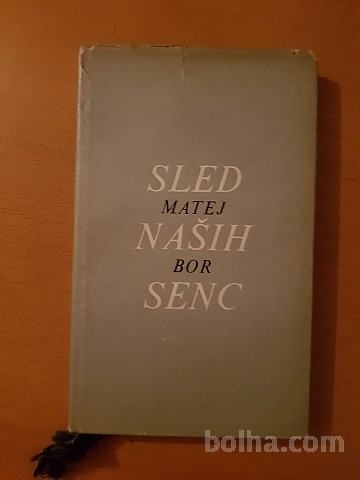 SLED
MATEJ
NAŠIH
BOR
SENC
bolha.com